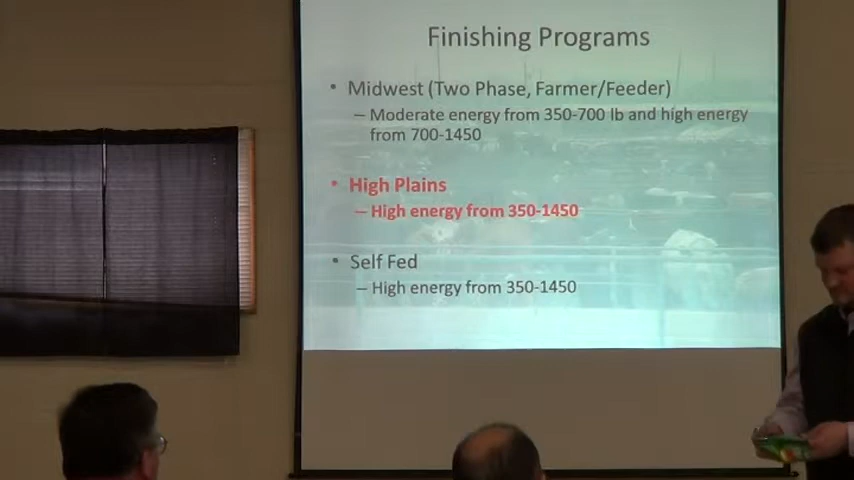 Finishing Programs
• Midwest (Two Phase, Farmer/Feeder)
– Moderate energy from 350-700 lb and high energy
from 700-1450
• High Plains
– High energy from 350-1450
• Self Fed
– High energy from 350-1450